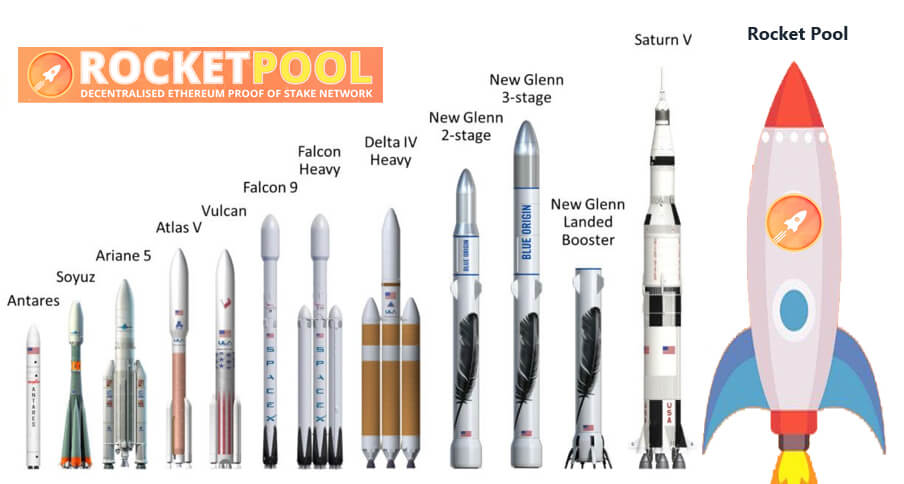 ROCKETPOOL
DECENTRALISED ETHEREUM PROOF OF STAKE NETWORK
Antares
Soyuz
Ariane 5
Atlas V
Vulcan
Falcon 9
Falcon
Heavy
Delta IV
Heavy
New Glenn
2-stage
New Glenn
3-stage
New Glenn
Landed
Booster
Saturn V
Rocket Pool
ANTARES
ULA
SPACEX
SPACEX
ULA
BLUE ORIGIN
BLUE ORIGIN
USA